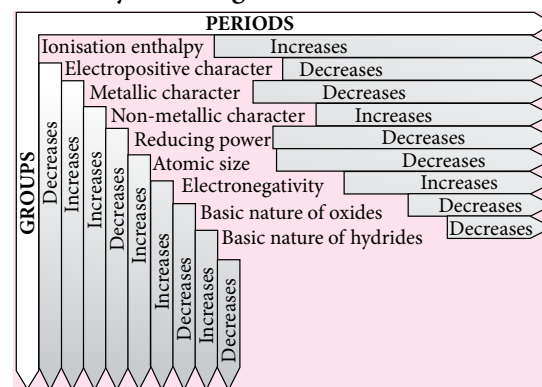 PERIODS
Ionisation enthalpy Increases
Electropositive character Decreases
Metallic character Decreases
Non-metallic character Increases
Reducing power Decreases
Atomic size Decreases
Electronegativity Increases
Basic nature of oxides Decreases
Basic nature of hydrides Decreases
GROUPS
Decreases
Increases
Increases
Decreases
Increases
Increases
Decreases
Increases
Decreases